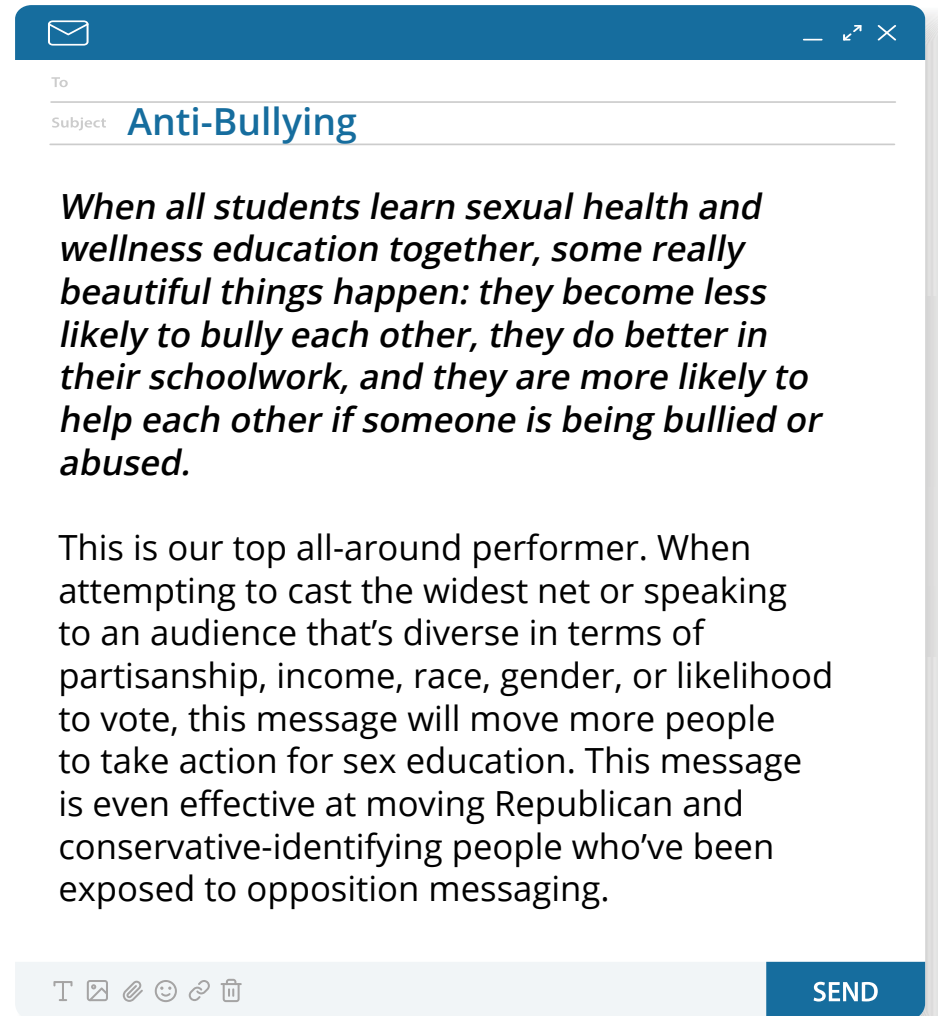 To
Subject Anti-Bullying
When all students learn sexual health and
wellness education together, some really
beautiful things happen: they become less
likely to bully each other, they do better in
their schoolwork, and they are more likely to
help each other if someone is being bullied or
abused.
This is our top all-around performer. When
attempting to cast the widest net or speaking
to an audience that’s diverse in terms of
partisanship, income, race, gender, or likelihood
to vote, this message will move more people
to take action for sex education. This message
is even effective at moving Republican and
conservative-identifying people who’ve been
exposed to opposition messaging.
SEND